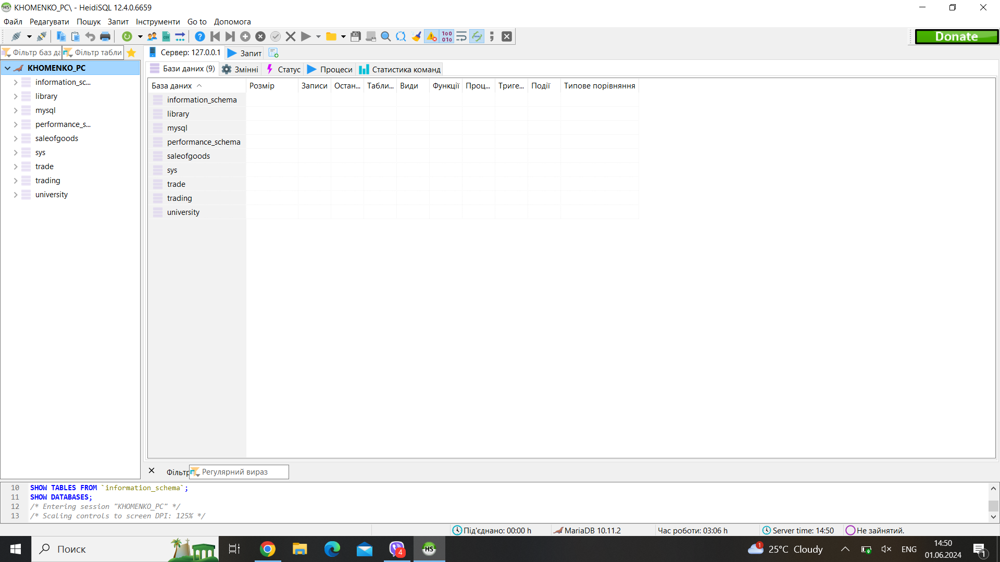 KHOMENKO_PC\ - HeidiSQL 12.4.0.6659
Файл Редагувати Пошук Запит Інструменти Go to Допомога
Donate
Фільтр баз да Фільтр табли
Сервер: 127.0.0.1 Запит
Бази даних (9) Змінні Статус Процеси Статистика команд
KHOMENKO_PC
information_sc...
library
mysql
performance_s...
saleofgoods
sys
trade
trading
university
База даних Розмір Записи Остан... Табли... Види Функції Проц... Триге... Події Типове порівняння
information_schema
library
mysql
performance_schema
saleofgoods
sys
trade
trading
university
Фільтр Регулярний вираз
10 SHOW TABLES FROM `information_schema`;
11 SHOW DATABASES;
12 /* Entering session "KHOMENKO_PC" */
13 /* Scaling controls to screen DPI: 125% */
Під'єднано: 00:00 h MariaDB 10.11.2 Час роботи: 03:06 h Server time: 14:50 Не зайнятий.
Поиск
4
HS
1
25°C Cloudy
ENG
14:50
01.06.2024
1